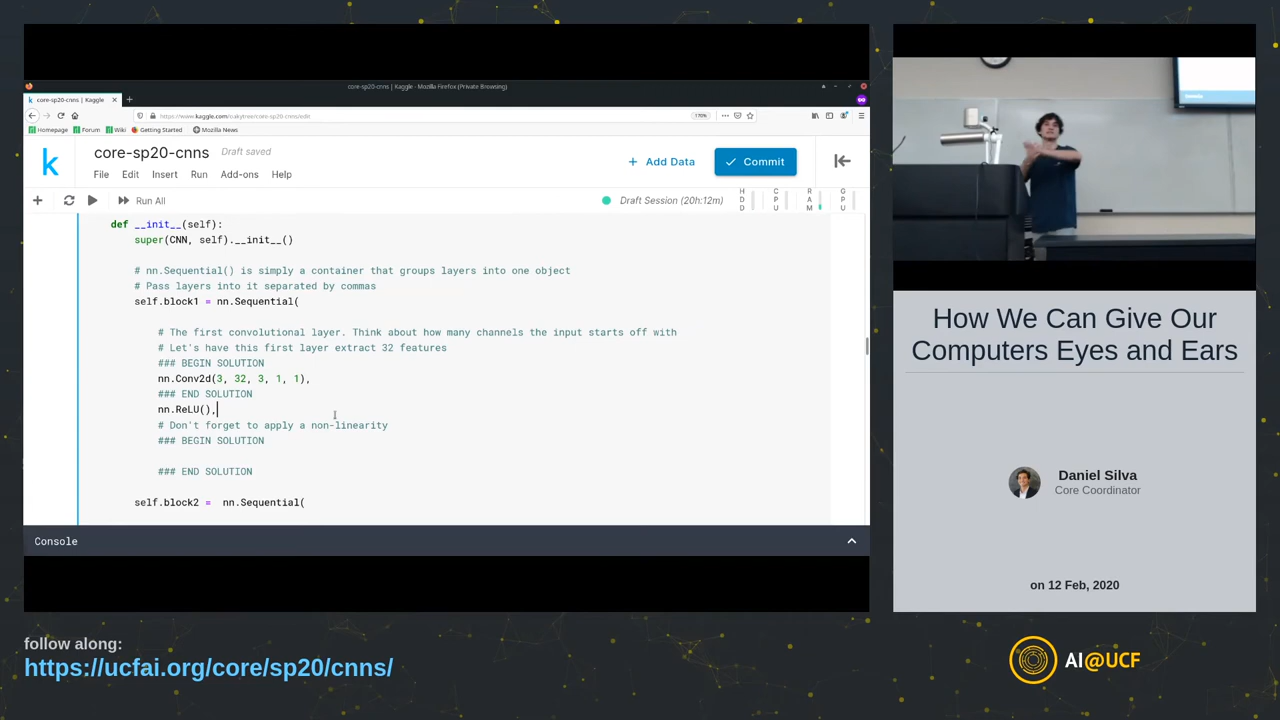 core-sp20-cnns | Kaggle - Mozilla Firefox (Private Browsing)
core-sp20-cnns | Kaggle
Homepage Forum Wiki Getting Started Mozilla News
170%
core-sp20-cnns Draft saved
File Edit Insert Run Add-ons Help
+ Add Data
Commit
Run All
Draft Session (20h:12m)
HDD CPU RAM GPU
def __init__(self):
super(CNN, self).__init__()
# nn.Sequential() is simply a container that groups layers into one object
# Pass layers into it separated by commas
self.block1 = nn.Sequential(
# The first convolutional layer. Think about how many channels the input starts off with
# Let's have this first layer extract 32 features
### BEGIN SOLUTION
nn.Conv2d(3, 32, 3, 1, 1),
### END SOLUTION
nn.ReLU(),
# Don't forget to apply a non-linearity
### BEGIN SOLUTION
### END SOLUTION
self.block2 = nn.Sequential(
Console
How We Can Give Our
Computers Eyes and Ears
Daniel Silva
Core Coordinator
on 12 Feb, 2020
follow along:
https://ucfai.org/core/sp20/cnns/
AI@UCF